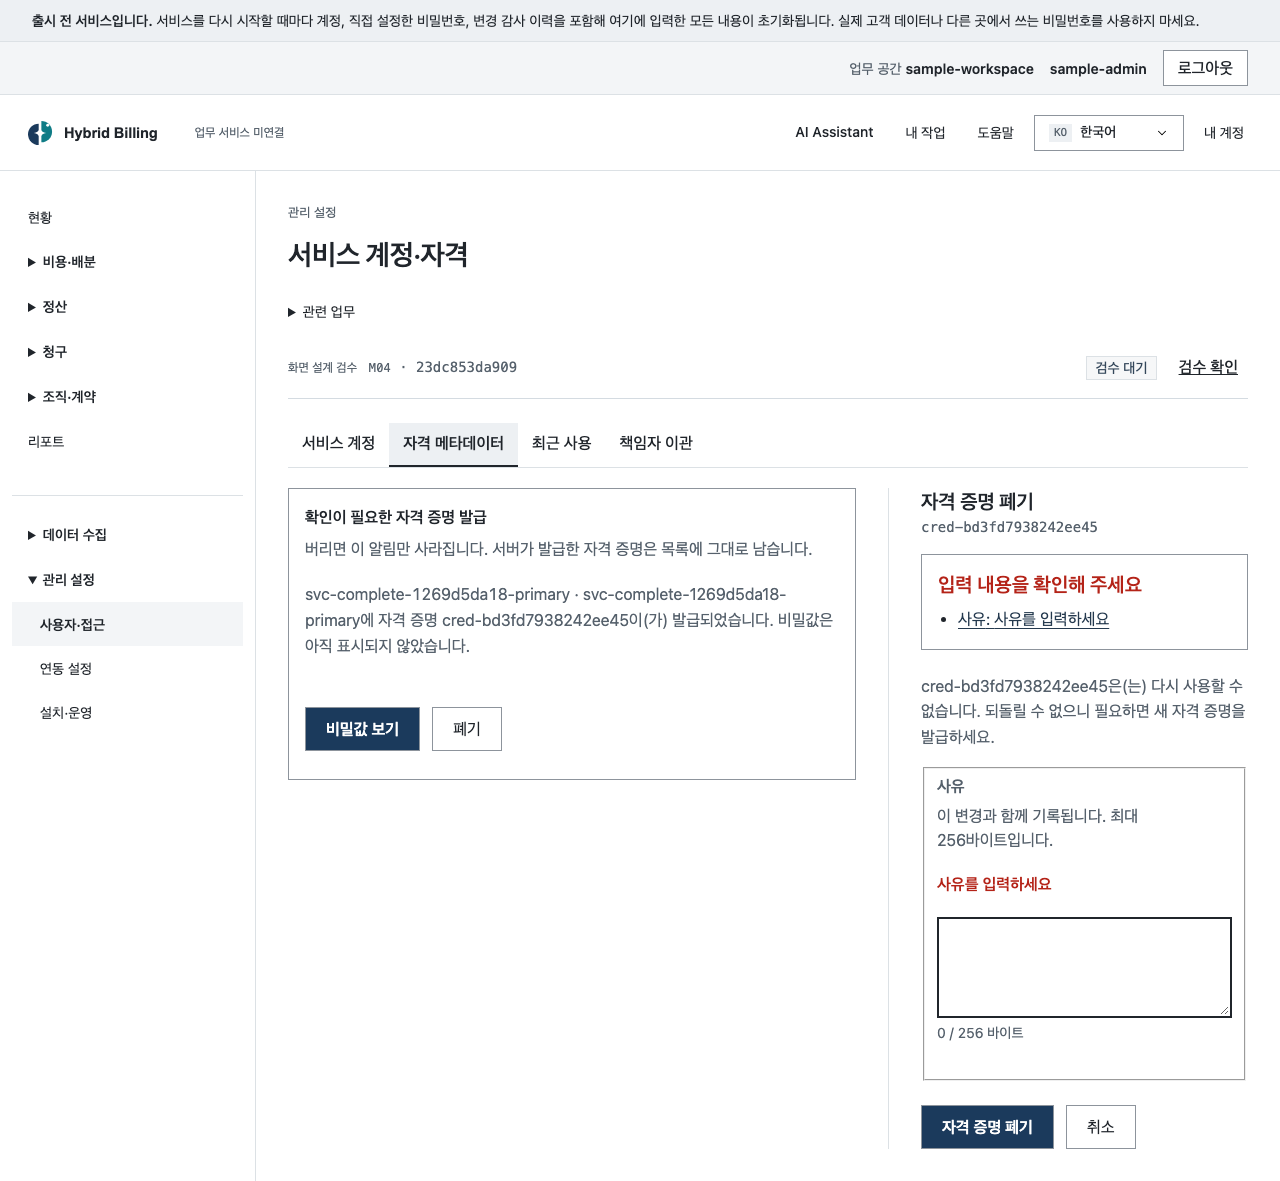 출시 전 서비스입니다. 서비스를 다시 시작할 때마다 계정, 직접 설정한 비밀번호, 변경 감사 이력을 포함해 여기에 입력한 모든 내용이 초기화됩니다. 실제 고객 데이터나 다른 곳에서 쓰는 비밀번호를 사용하지 마세요.
업무 공간 sample-workspace sample-admin 로그아웃
Hybrid Billing 업무 서비스 미연결 AI Assistant 내 작업 도움말 KO 한국어 내 계정
현황
비용·배분
정산
청구
조직·계약
리포트
데이터 수집
관리 설정
사용자·접근
연동 설정
설치·운영
관리 설정
서비스 계정·자격
관련 업무
화면 설계 검수 M04 · 23dc853da909 검수 대기 검수 확인
서비스 계정 자격 메타데이터 최근 사용 책임자 이관
확인이 필요한 자격 증명 발급
버리면 이 알림만 사라집니다. 서버가 발급한 자격 증명은 목록에 그대로 남습니다.
svc-complete-1269d5da18-primary · svc-complete-1269d5da18-
primary에 자격 증명 cred-bd3fd7938242ee45이(가) 발급되었습니다. 비밀값은
아직 표시되지 않았습니다.
비밀값 보기 폐기
자격 증명 폐기
cred-bd3fd7938242ee45
입력 내용을 확인해 주세요
• 사유: 사유를 입력하세요
cred-bd3fd7938242ee45은(는) 다시 사용할 수
없습니다. 되돌릴 수 없으니 필요하면 새 자격 증명을
발급하세요.
사유
이 변경과 함께 기록됩니다. 최대
256바이트입니다.
사유를 입력하세요
0 / 256 바이트
자격 증명 폐기 취소